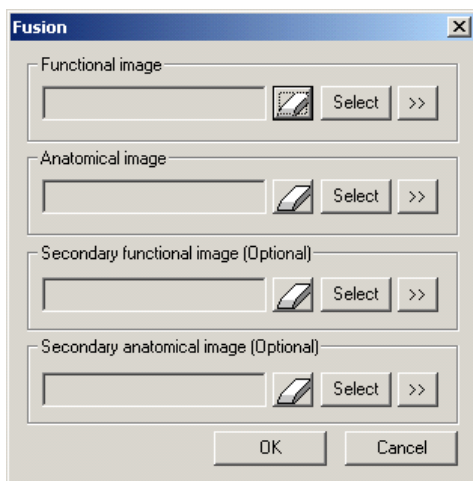 Fusion
Functional image
Select >>
Anatomical image
Select >>
Secondary functional image (Optional)
Select >>
Secondary anatomical image (Optional)
Select >>
OK Cancel